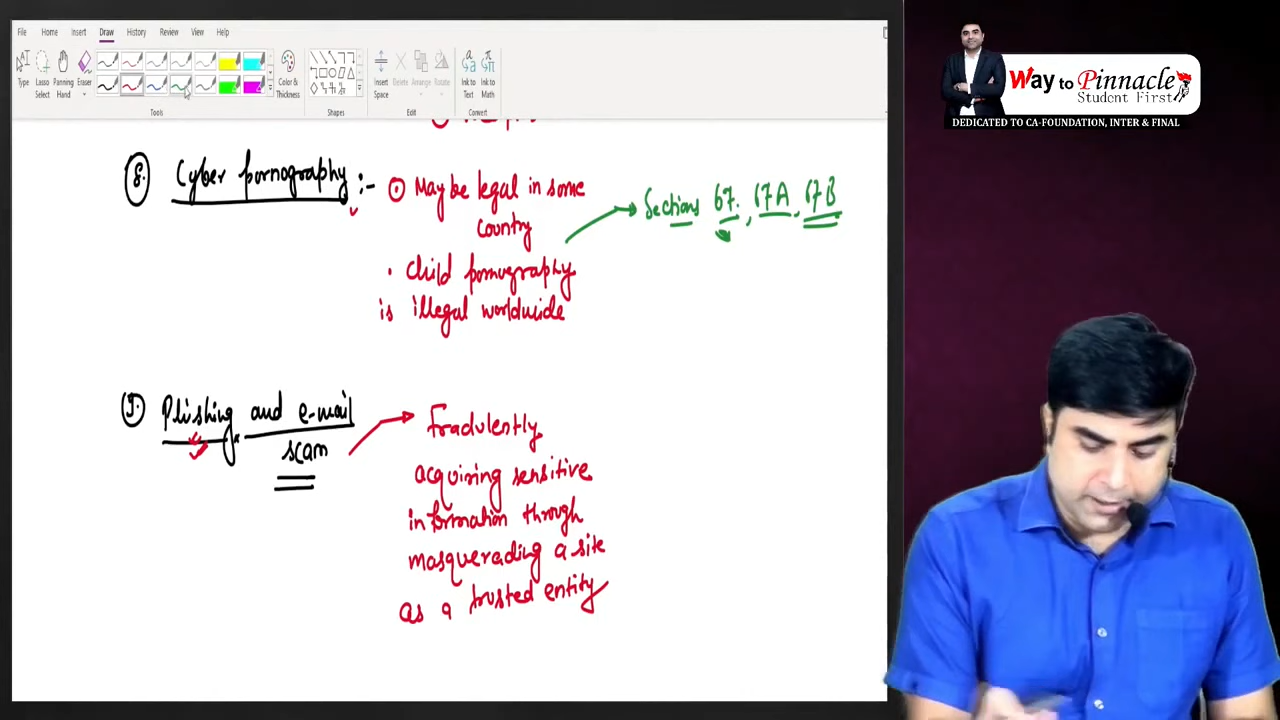 File Home Insert Draw History Review View Help
Type Lasso Select Panning Hand Eraser Color & Thickness Insert Space Delete Arrange Rotate Ink to Text Ink to Math
Tools Shapes Edit Convert
Way to Pinnacle
Student First
DEDICATED TO CA-FOUNDATION, INTER & FINAL
8. Cyber pornography :-
May be legal in some
country
• Child pornography
is illegal worldwide
Sections 67, 67A, 67B
Phishing and e-mail
scam
Fradulently
acquiring sensitive
information through
masquerading a site
as a trusted entity